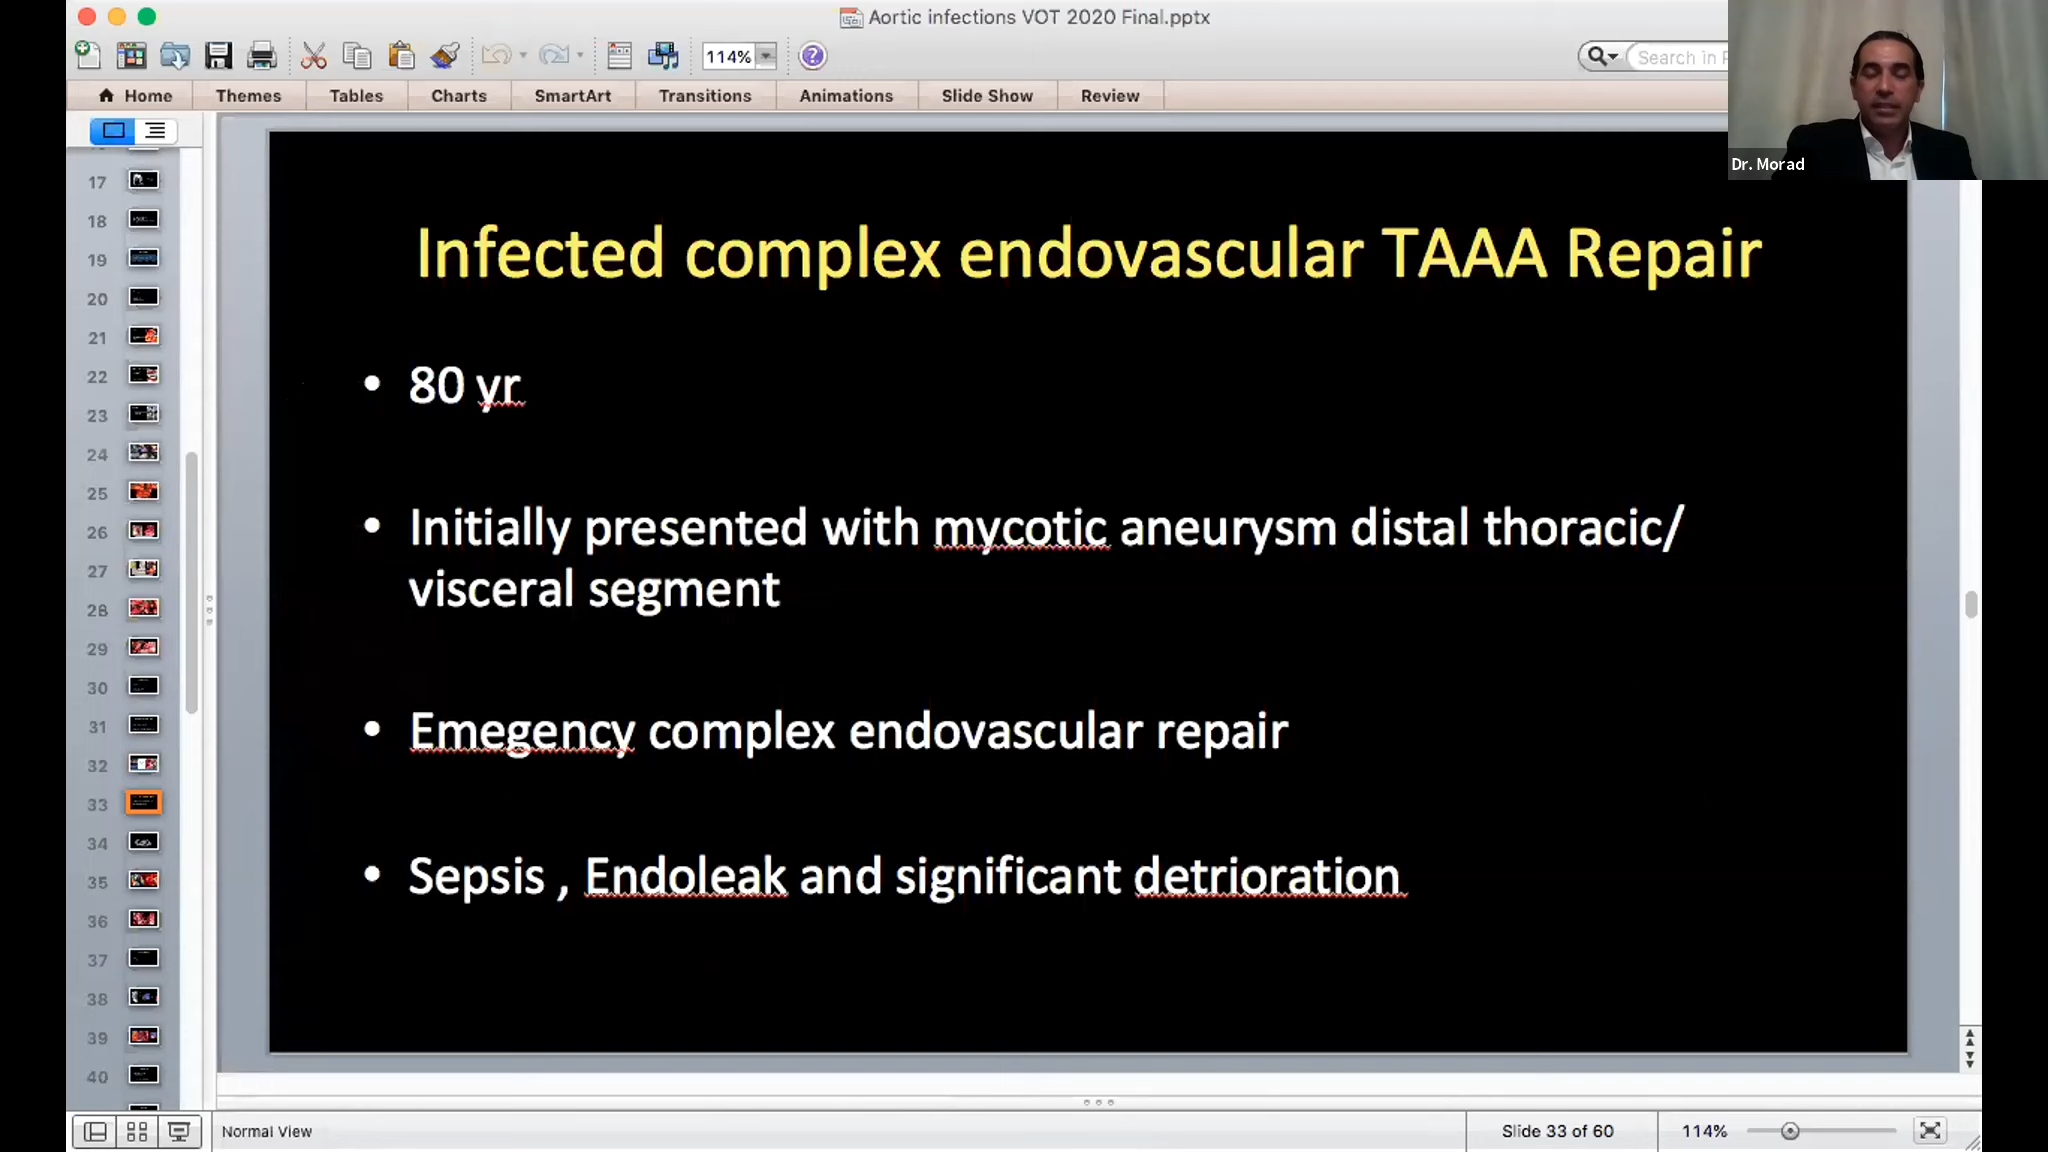 Aortic infections VOT 2020 Final.pptx
114%
Search in
Home Themes Tables Charts SmartArt Transitions Animations Slide Show Review
Dr. Morad
17
18
19
20
21
22
23
24
25
26
27
28
29
30
31
32
33
34
35
36
37
38
39
40
Infected complex endovascular TAAA Repair
• 80 yr
• Initially presented with mycotic aneurysm distal thoracic/
visceral segment
• Emegency complex endovascular repair
• Sepsis , Endoleak and significant detrioration
Normal View
Slide 33 of 60
114%